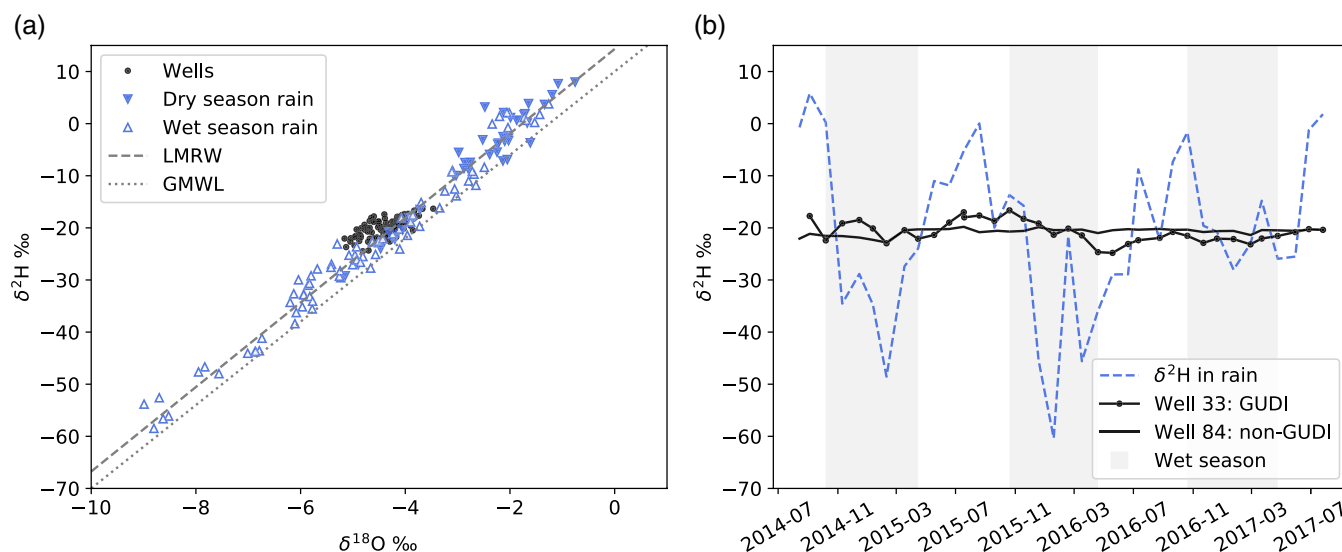 (a)
(b)
10
0
−10
−20
−30
−40
−50
−60
−70
δ²H ‰
−10
−8
−6
−4
−2
0
δ¹⁸O ‰
Wells
Dry season rain
Wet season rain
LMRW
GMWL
10
0
−10
−20
−30
−40
−50
−60
−70
δ²H ‰
2014-07
2014-11
2015-03
2015-07
2015-11
2016-03
2016-07
2016-11
2017-03
2017-07
δ²H in rain
Well 33: GUDI
Well 84: non-GUDI
Wet season